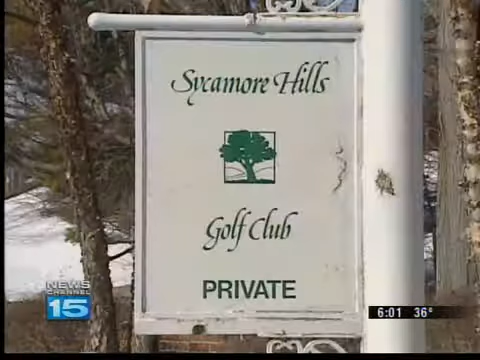 Sycamore Hills
Golf Club
PRIVATE
NEWS
CHANNEL
15
6:01 36°